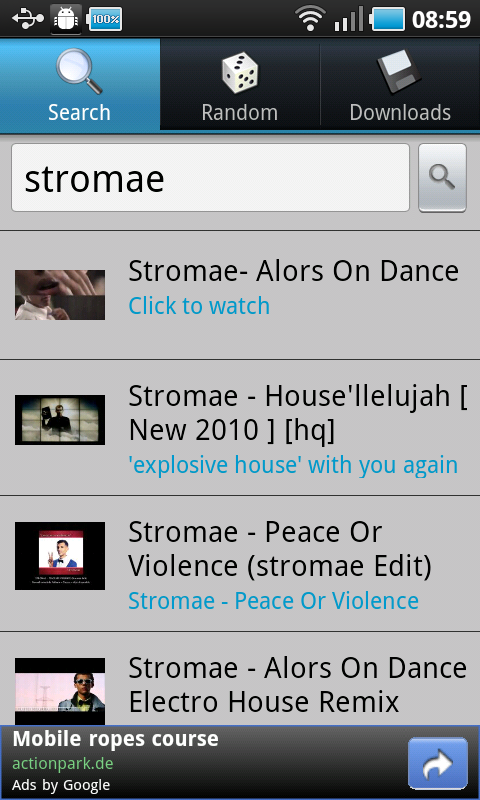 100%
08:59
Search
Random
Downloads
stromae
Stromae- Alors On Dance
Click to watch
Stromae - House'llelujah [
New 2010 ] [hq]
'explosive house' with you again
Stromae - Peace Or
Violence (stromae Edit)
Stromae - Peace Or Violence
Stromae - Alors On Dance
Electro House Remix
Mobile ropes course
actionpark.de
Ads by Google